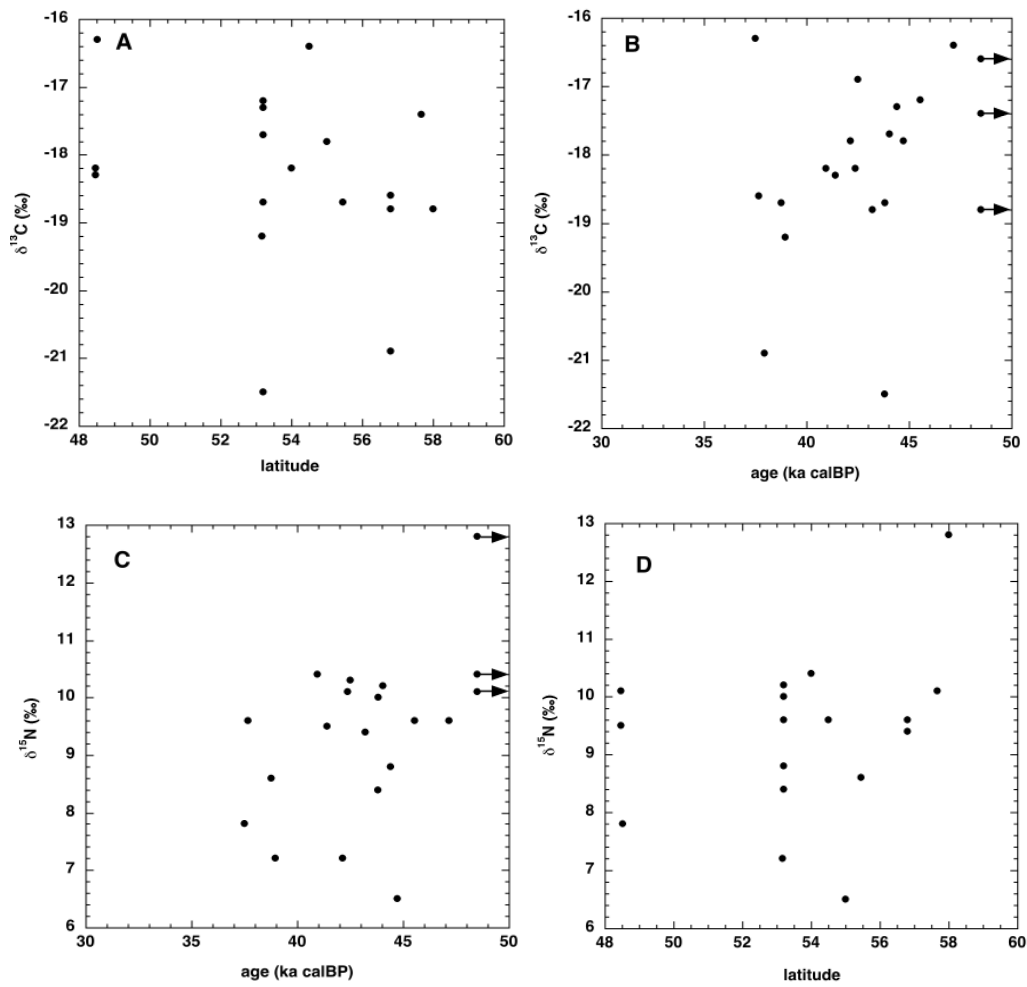 A
-16
-17
-18
-19
-20
-21
-22
δ¹³C (‰)
48 50 52 54 56 58 60
latitude
B
-16
-17
-18
-19
-20
-21
-22
δ¹³C (‰)
30 35 40 45 50
age (ka calBP)
C
13
12
11
10
9
8
7
6
δ¹⁵N (‰)
30 35 40 45 50
age (ka calBP)
D
13
12
11
10
9
8
7
6
δ¹⁵N (‰)
48 50 52 54 56 58 60
latitude